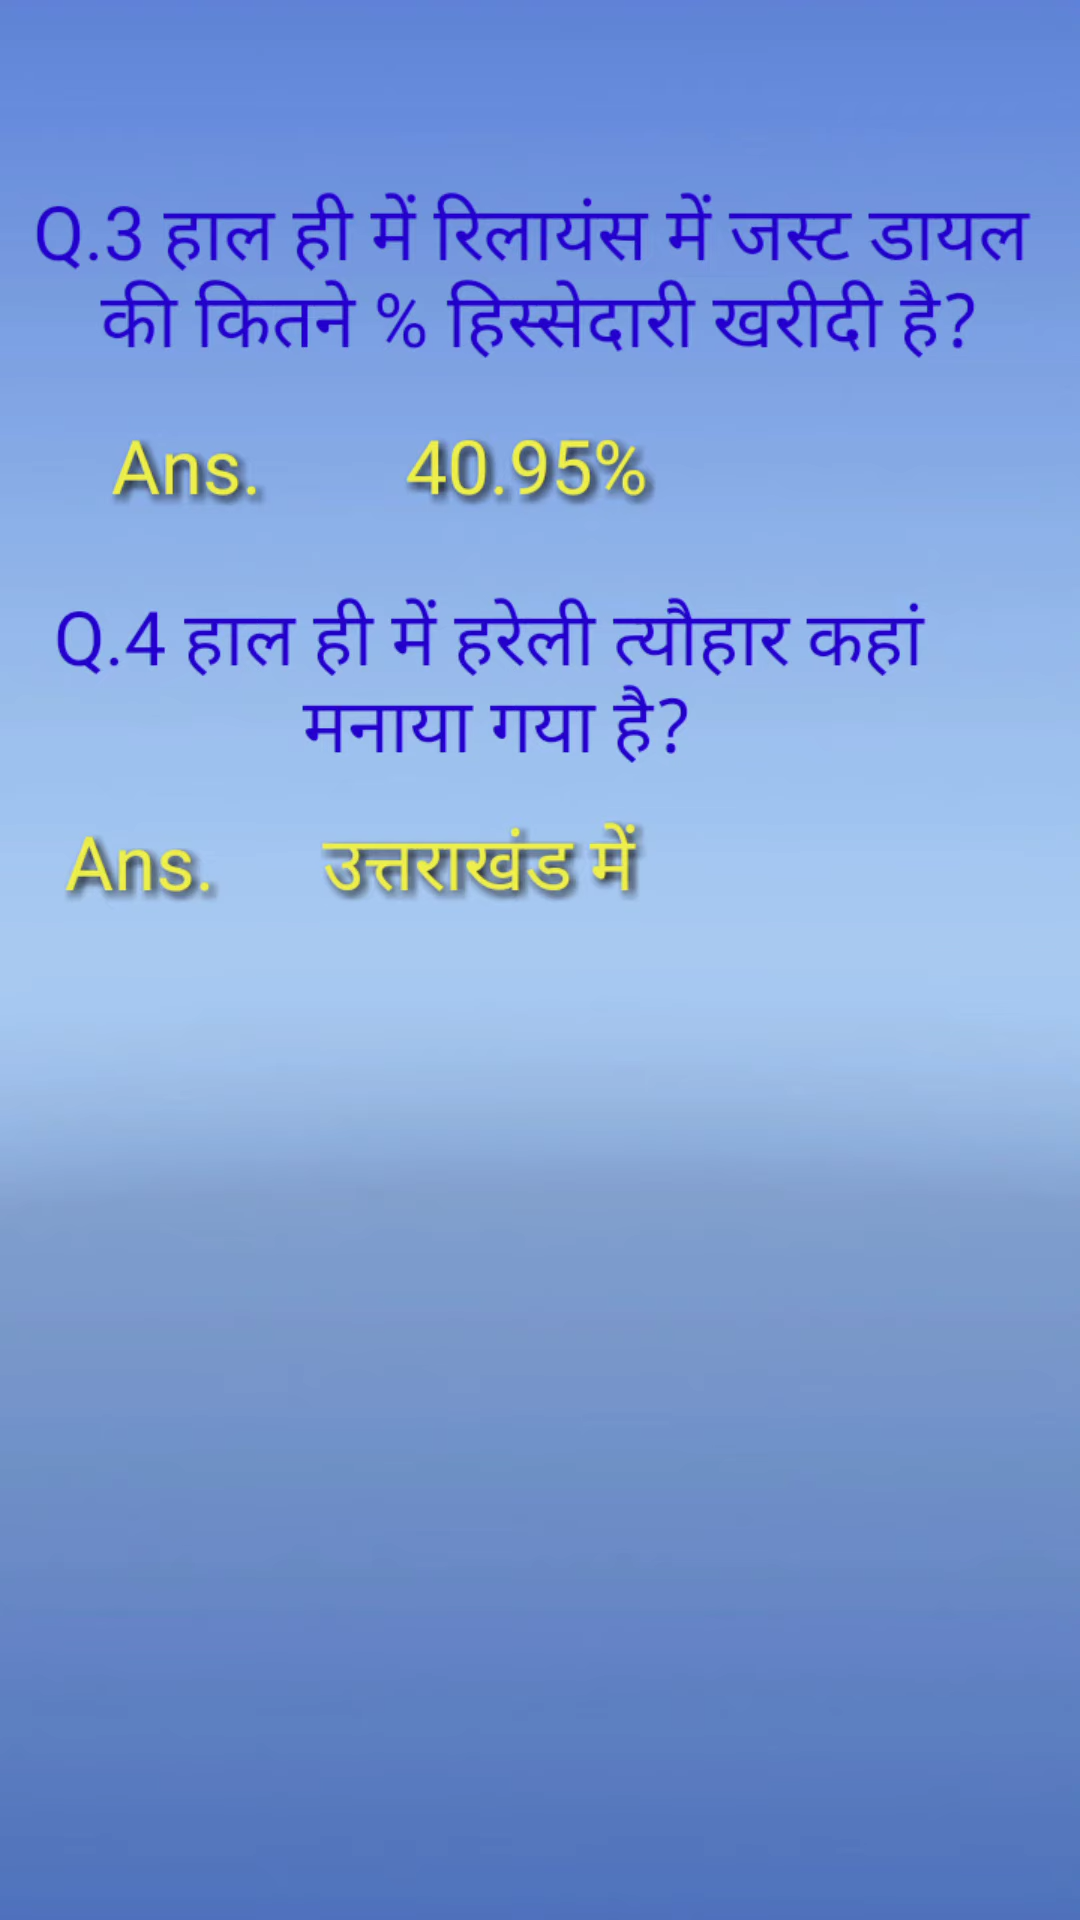 Q.3 हाल ही में रिलायंस में जस्ट डायल
की कितने % हिस्सेदारी खरीदी है?
Ans. 40.95%
Q.4 हाल ही में हरेली त्यौहार कहां
मनाया गया है?
Ans. उत्तराखंड में